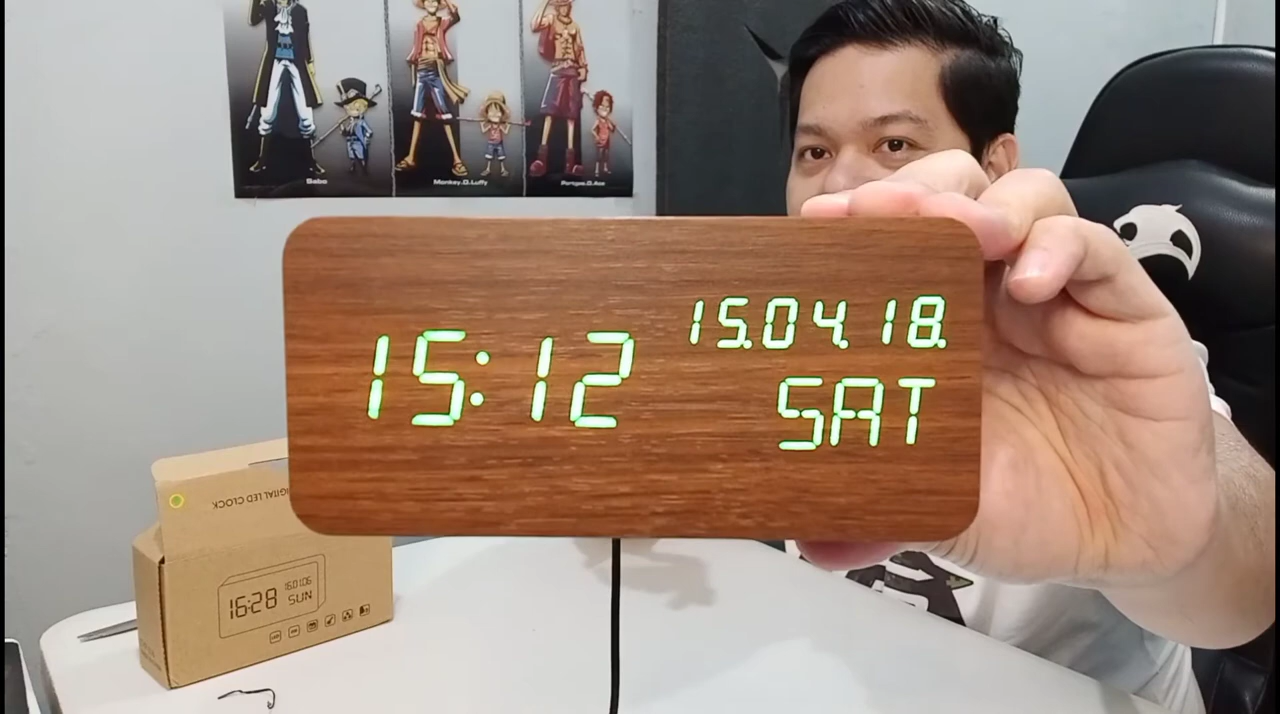 Sabo
Monkey.D.Luffy
Portgas.D.Ace
15:12
15.04.18.
SAT
DIGITAL LED CLOCK
16:28
16.01.06
SUN